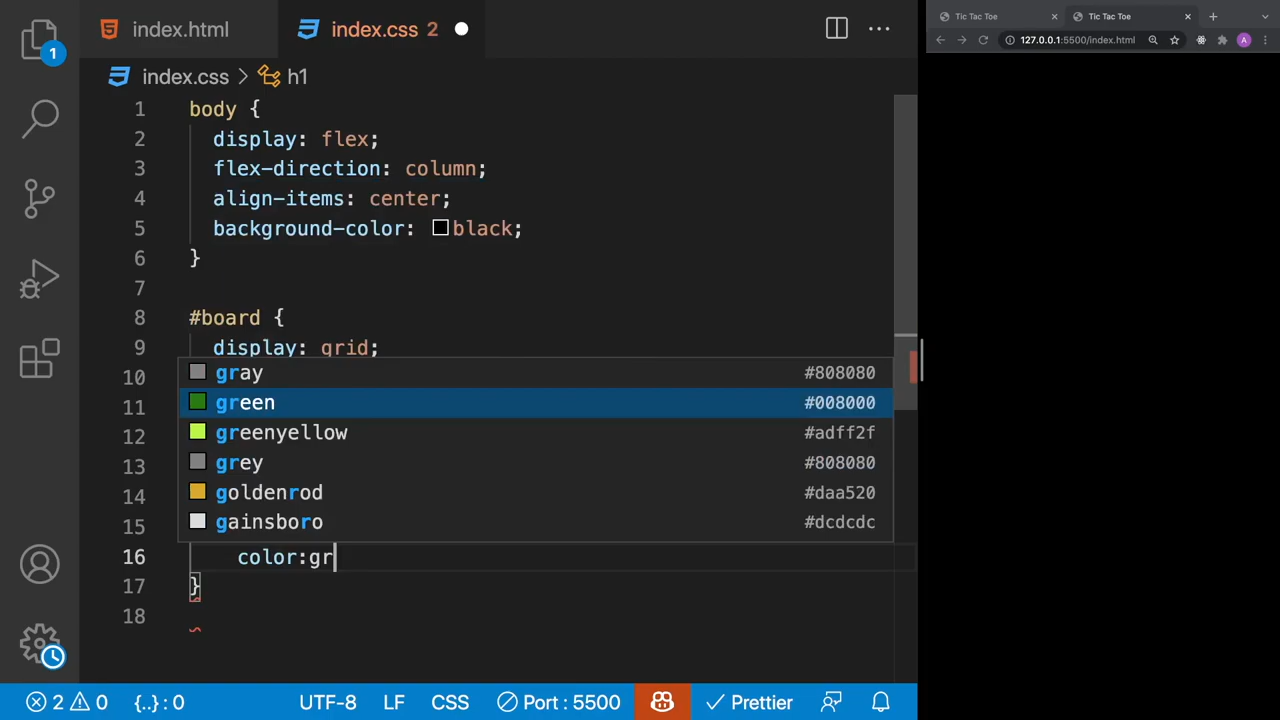 index.html
index.css 2
Tic Tac Toe
Tic Tac Toe
127.0.0.1:5500/index.html
A
1
index.css > h1
1 body {
2 display: flex;
3 flex-direction: column;
4 align-items: center;
5 background-color: black;
6 }
7
8 #board {
9 display: grid;
10 gray #808080
11 green #008000
12 greenyellow #adff2f
13 grey #808080
14 goldenrod #daa520
15 gainsboro #dcdcdc
16 color:gr
17 }
18
2 0 {..} : 0 UTF-8 LF CSS Port : 5500 Prettier